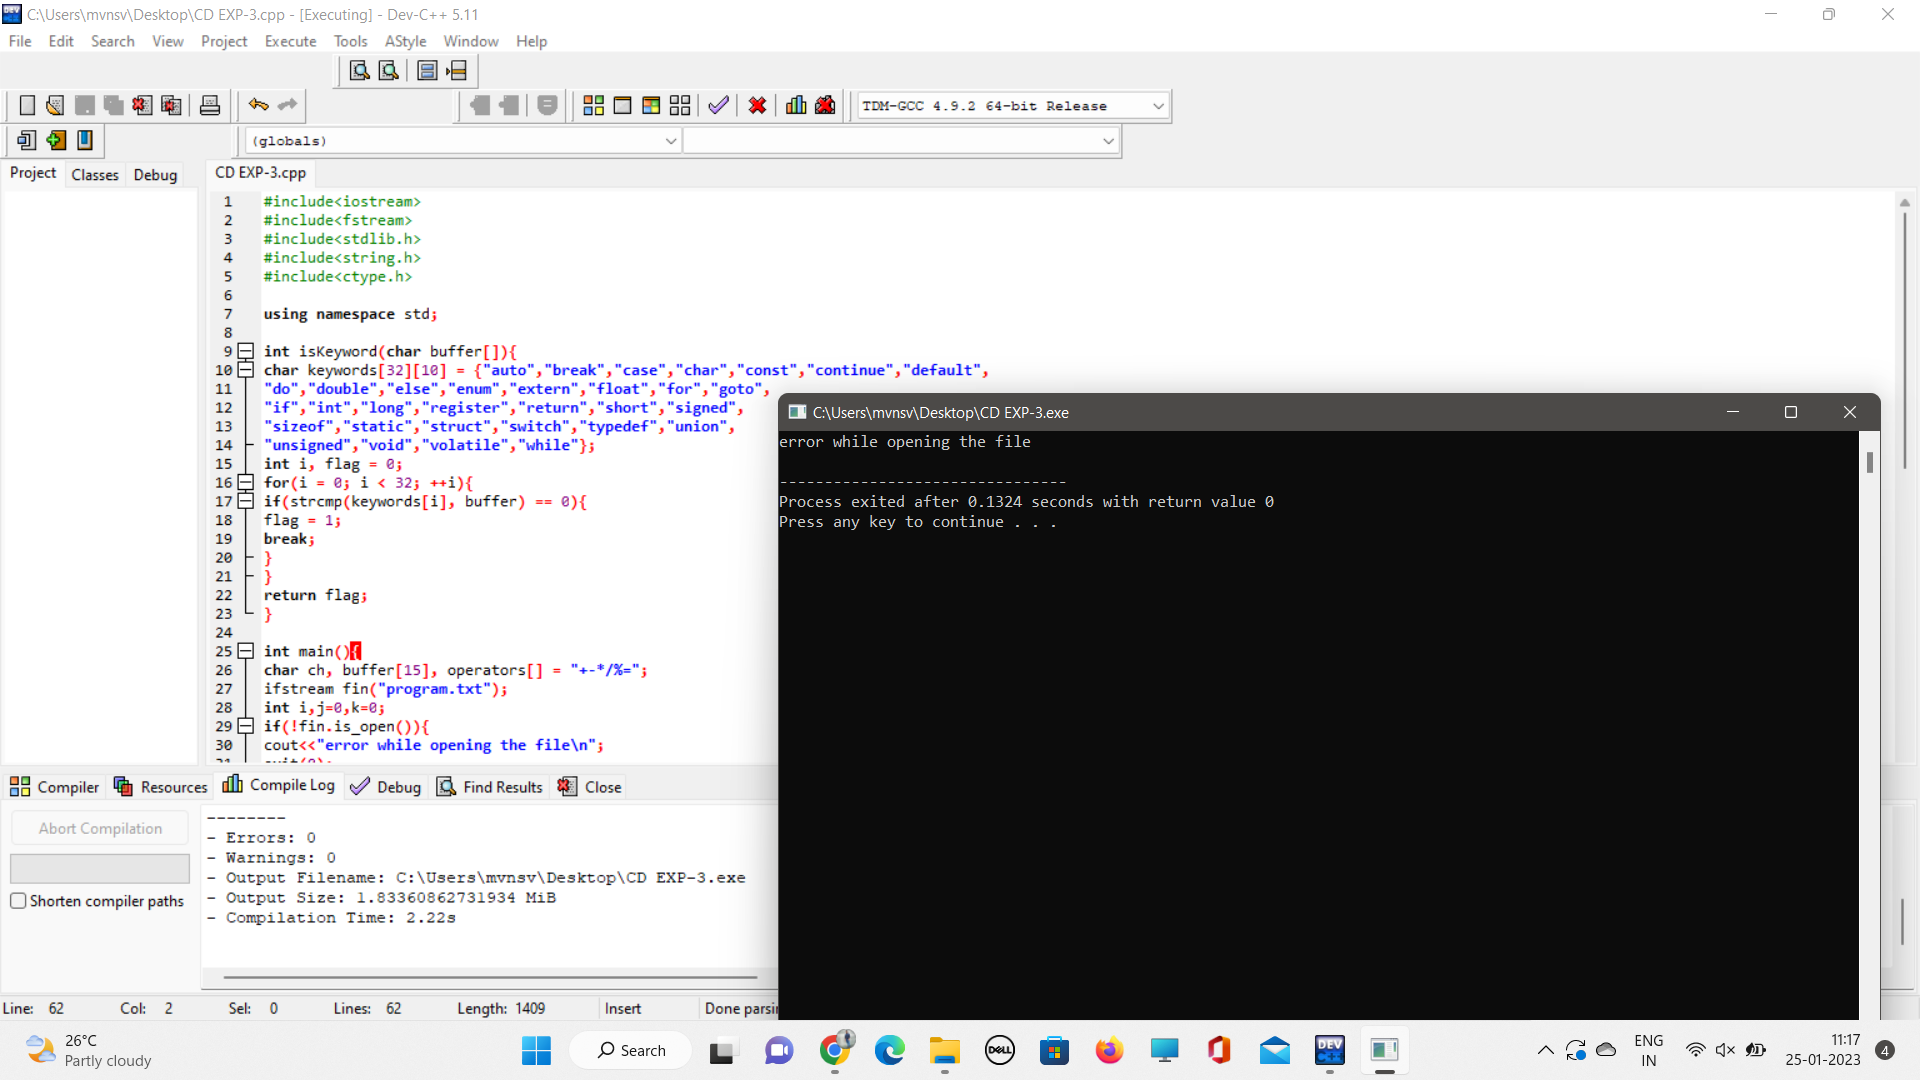 C:\Users\mvnsv\Desktop\CD EXP-3.cpp - [Executing] - Dev-C++ 5.11
File Edit Search View Project Execute Tools AStyle Window Help
TDM-GCC 4.9.2 64-bit Release
(globals)
Project Classes Debug
CD EXP-3.cpp
1 #include<iostream>
2 #include<fstream>
3 #include<stdlib.h>
4 #include<string.h>
5 #include<ctype.h>
6
7 using namespace std;
8
9 int isKeyword(char buffer[]){
10 char keywords[32][10] = {"auto","break","case","char","const","continue","default",
11 "do","double","else","enum","extern","float","for","goto",
12 "if","int","long","register","return","short","signed",
13 "sizeof","static","struct","switch","typedef","union",
14 "unsigned","void","volatile","while"};
15 int i, flag = 0;
16 for(i = 0; i < 32; ++i){
17 if(strcmp(keywords[i], buffer) == 0){
18 flag = 1;
19 break;
20 }
21 }
22 return flag;
23 }
24
25 int main(){
26 char ch, buffer[15], operators[] = "+-*/%=";
27 ifstream fin("program.txt");
28 int i,j=0,k=0;
29 if(!fin.is_open()){
30 cout<<"error while opening the file\n";
C:\Users\mvnsv\Desktop\CD EXP-3.exe
error while opening the file
--------------------------------
Process exited after 0.1324 seconds with return value 0
Press any key to continue . . .
Compiler Resources Compile Log Debug Find Results Close
Abort Compilation
Shorten compiler paths
--------
- Errors: 0
- Warnings: 0
- Output Filename: C:\Users\mvnsv\Desktop\CD EXP-3.exe
- Output Size: 1.83360862731934 MiB
- Compilation Time: 2.22s
Line: 62 Col: 2 Sel: 0 Lines: 62 Length: 1409 Insert Done parsi
26°C
Partly cloudy
Search
DELL
DEV C++
ENG
IN
11:17
25-01-2023
4